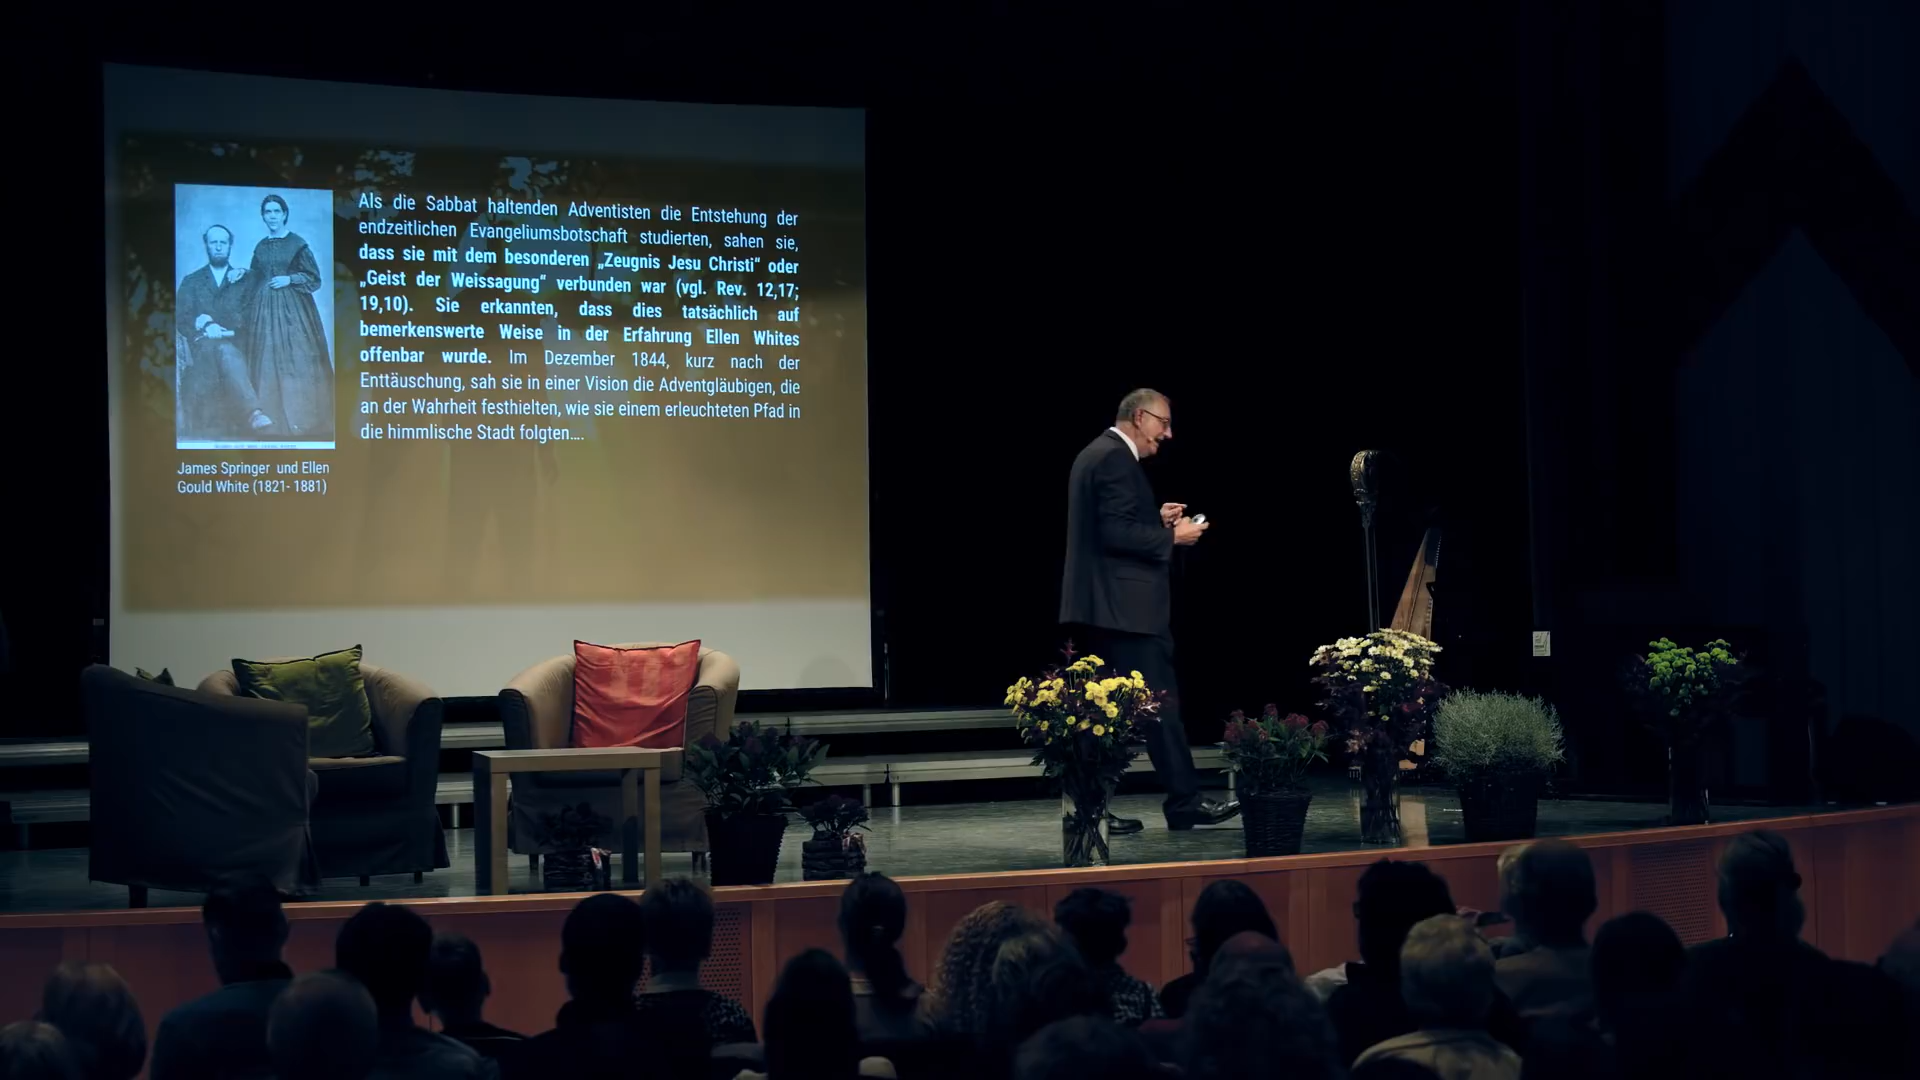 Als die Sabbat haltenden Adventisten die Entstehung der
endzeitlichen Evangeliumsbotschaft studierten, sahen sie,
dass sie mit dem besonderen „Zeugnis Jesu Christi“ oder
„Geist der Weissagung“ verbunden war (vgl. Rev. 12,17;
19,10). Sie erkannten, dass dies tatsächlich auf
bemerkenswerte Weise in der Erfahrung Ellen Whites
offenbar wurde. Im Dezember 1844, kurz nach der
Enttäuschung, sah sie in einer Vision die Adventgläubigen, die
an der Wahrheit festhielten, wie sie einem erleuchteten Pfad in
die himmlische Stadt folgten....
James Springer und Ellen
Gould White (1821- 1881)